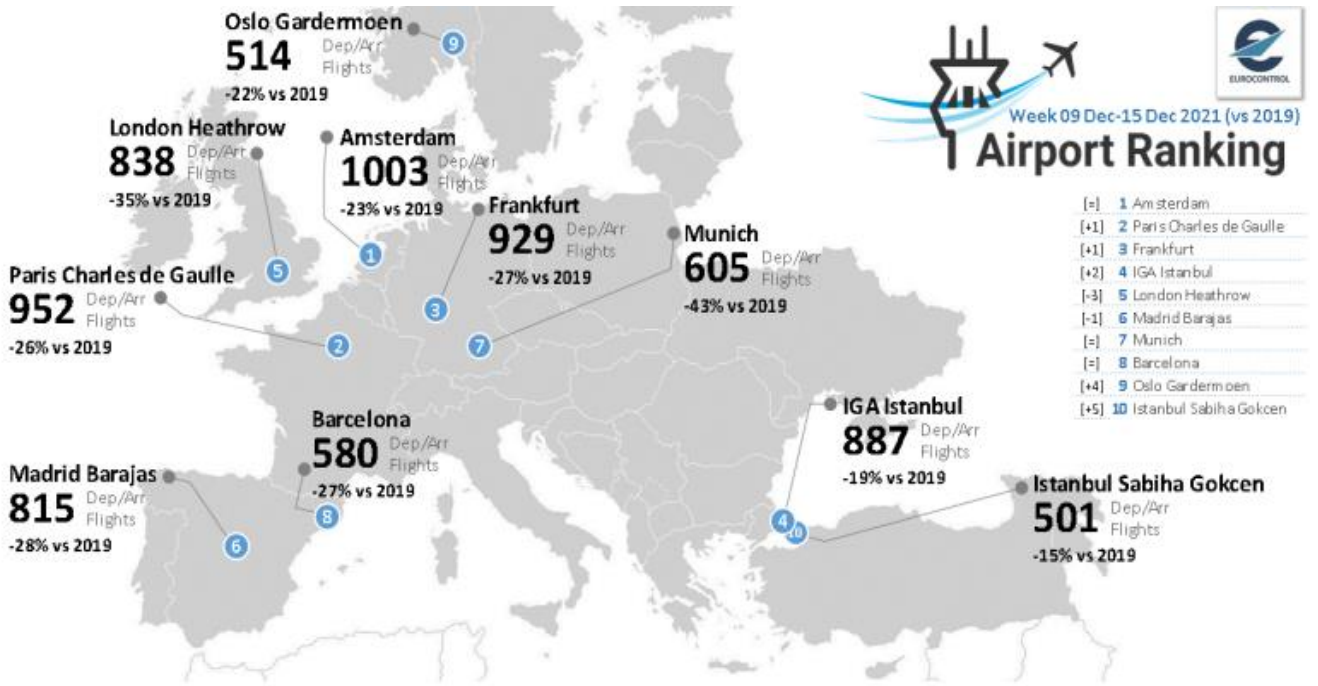 Oslo Gardermoen
514 Dep/Arr
Flights
-22% vs 2019
London Heathrow
838 Dep/Arr
Flights
-35% vs 2019
Amsterdam
1003 Dep/Arr
Flights
-23% vs 2019
Frankfurt
929 Dep/Arr
Flights
-27% vs 2019
Munich
605 Dep/Arr
Flights
-43% vs 2019
Paris Charles de Gaulle
952 Dep/Arr
Flights
-26% vs 2019
Barcelona
580 Dep/Arr
Flights
-27% vs 2019
Madrid Barajas
815 Dep/Arr
Flights
-28% vs 2019
IGA Istanbul
887 Dep/Arr
Flights
-19% vs 2019
Istanbul Sabiha Gokcen
501 Dep/Arr
Flights
-15% vs 2019
9
1
5
3
2
7
8
6
4
10
EUROCONTROL
Week 09 Dec-15 Dec 2021 (vs 2019)
Airport Ranking
[=] 1 Amsterdam
[+1] 2 Paris Charles de Gaulle
[+1] 3 Frankfurt
[+2] 4 IGA Istanbul
[-3] 5 London Heathrow
[-1] 6 Madrid Barajas
[=] 7 Munich
[=] 8 Barcelona
[+4] 9 Oslo Gardermoen
[+5] 10 Istanbul Sabiha Gokcen